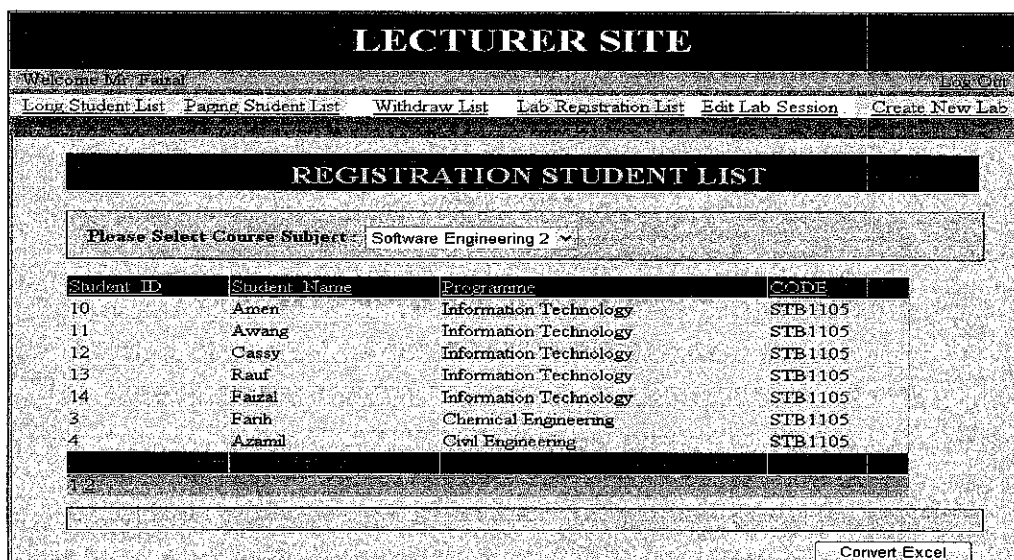 LECTURER SITE
Welcome Mr. Faizal Log Out
Long Student List Paging Student List Withdraw List Lab Registration List Edit Lab Session Create New Lab
REGISTRATION STUDENT LIST
Please Select Course Subject : Software Engineering 2
Student ID Student Name Programme CODE
10 Amen Information Technology STB1105
11 Awang Information Technology STB1105
12 Cassy Information Technology STB1105
13 Rauf Information Technology STB1105
14 Faizal Information Technology STB1105
3 Farih Chemical Engineering STB1105
4 Azamil Civil Engineering STB1105
1 2
Convert Excel